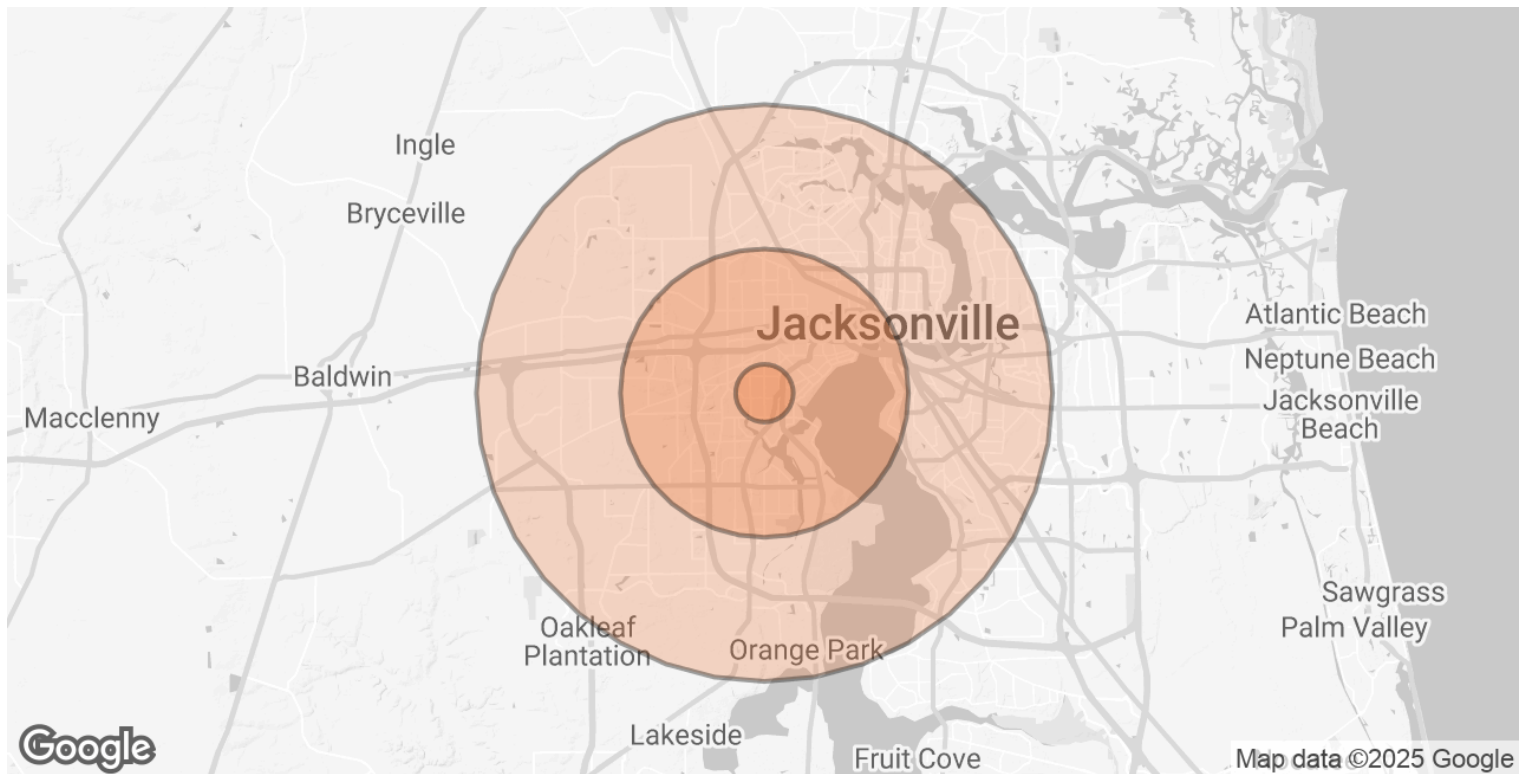 Ingle
Bryceville
Jacksonville
Atlantic Beach
Neptune Beach
Baldwin
Jacksonville
Beach
Macclenny
Sawgrass
Palm Valley
Oakleaf
Plantation
Orange Park
Lakeside
Fruit Cove
Google
Map data ©2025 Google